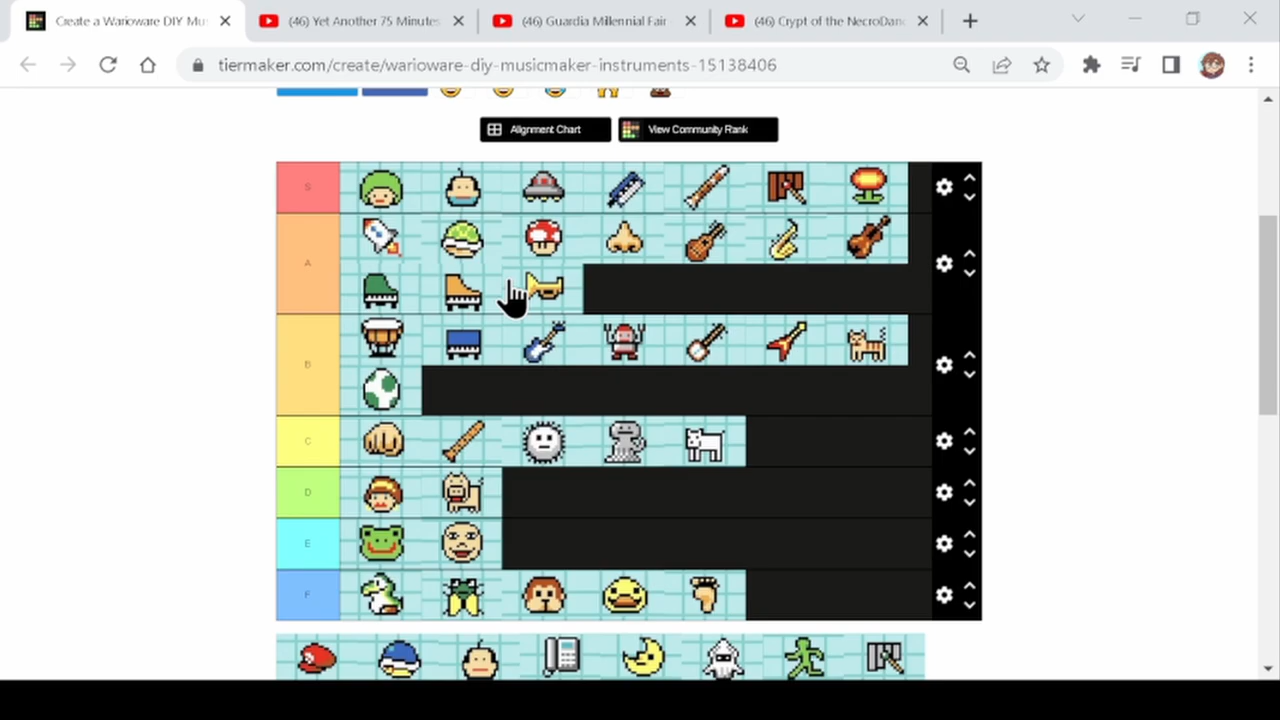 Create a Warioware DIY Mu
(46) Yet Another 75 Minutes
(46) Guardia Millennial Fair
(46) Crypt of the NecroDanc
tiermaker.com/create/warioware-diy-musicmaker-instruments-15138406
Alignment Chart
View Community Rank
S
A
B
C
D
E
F